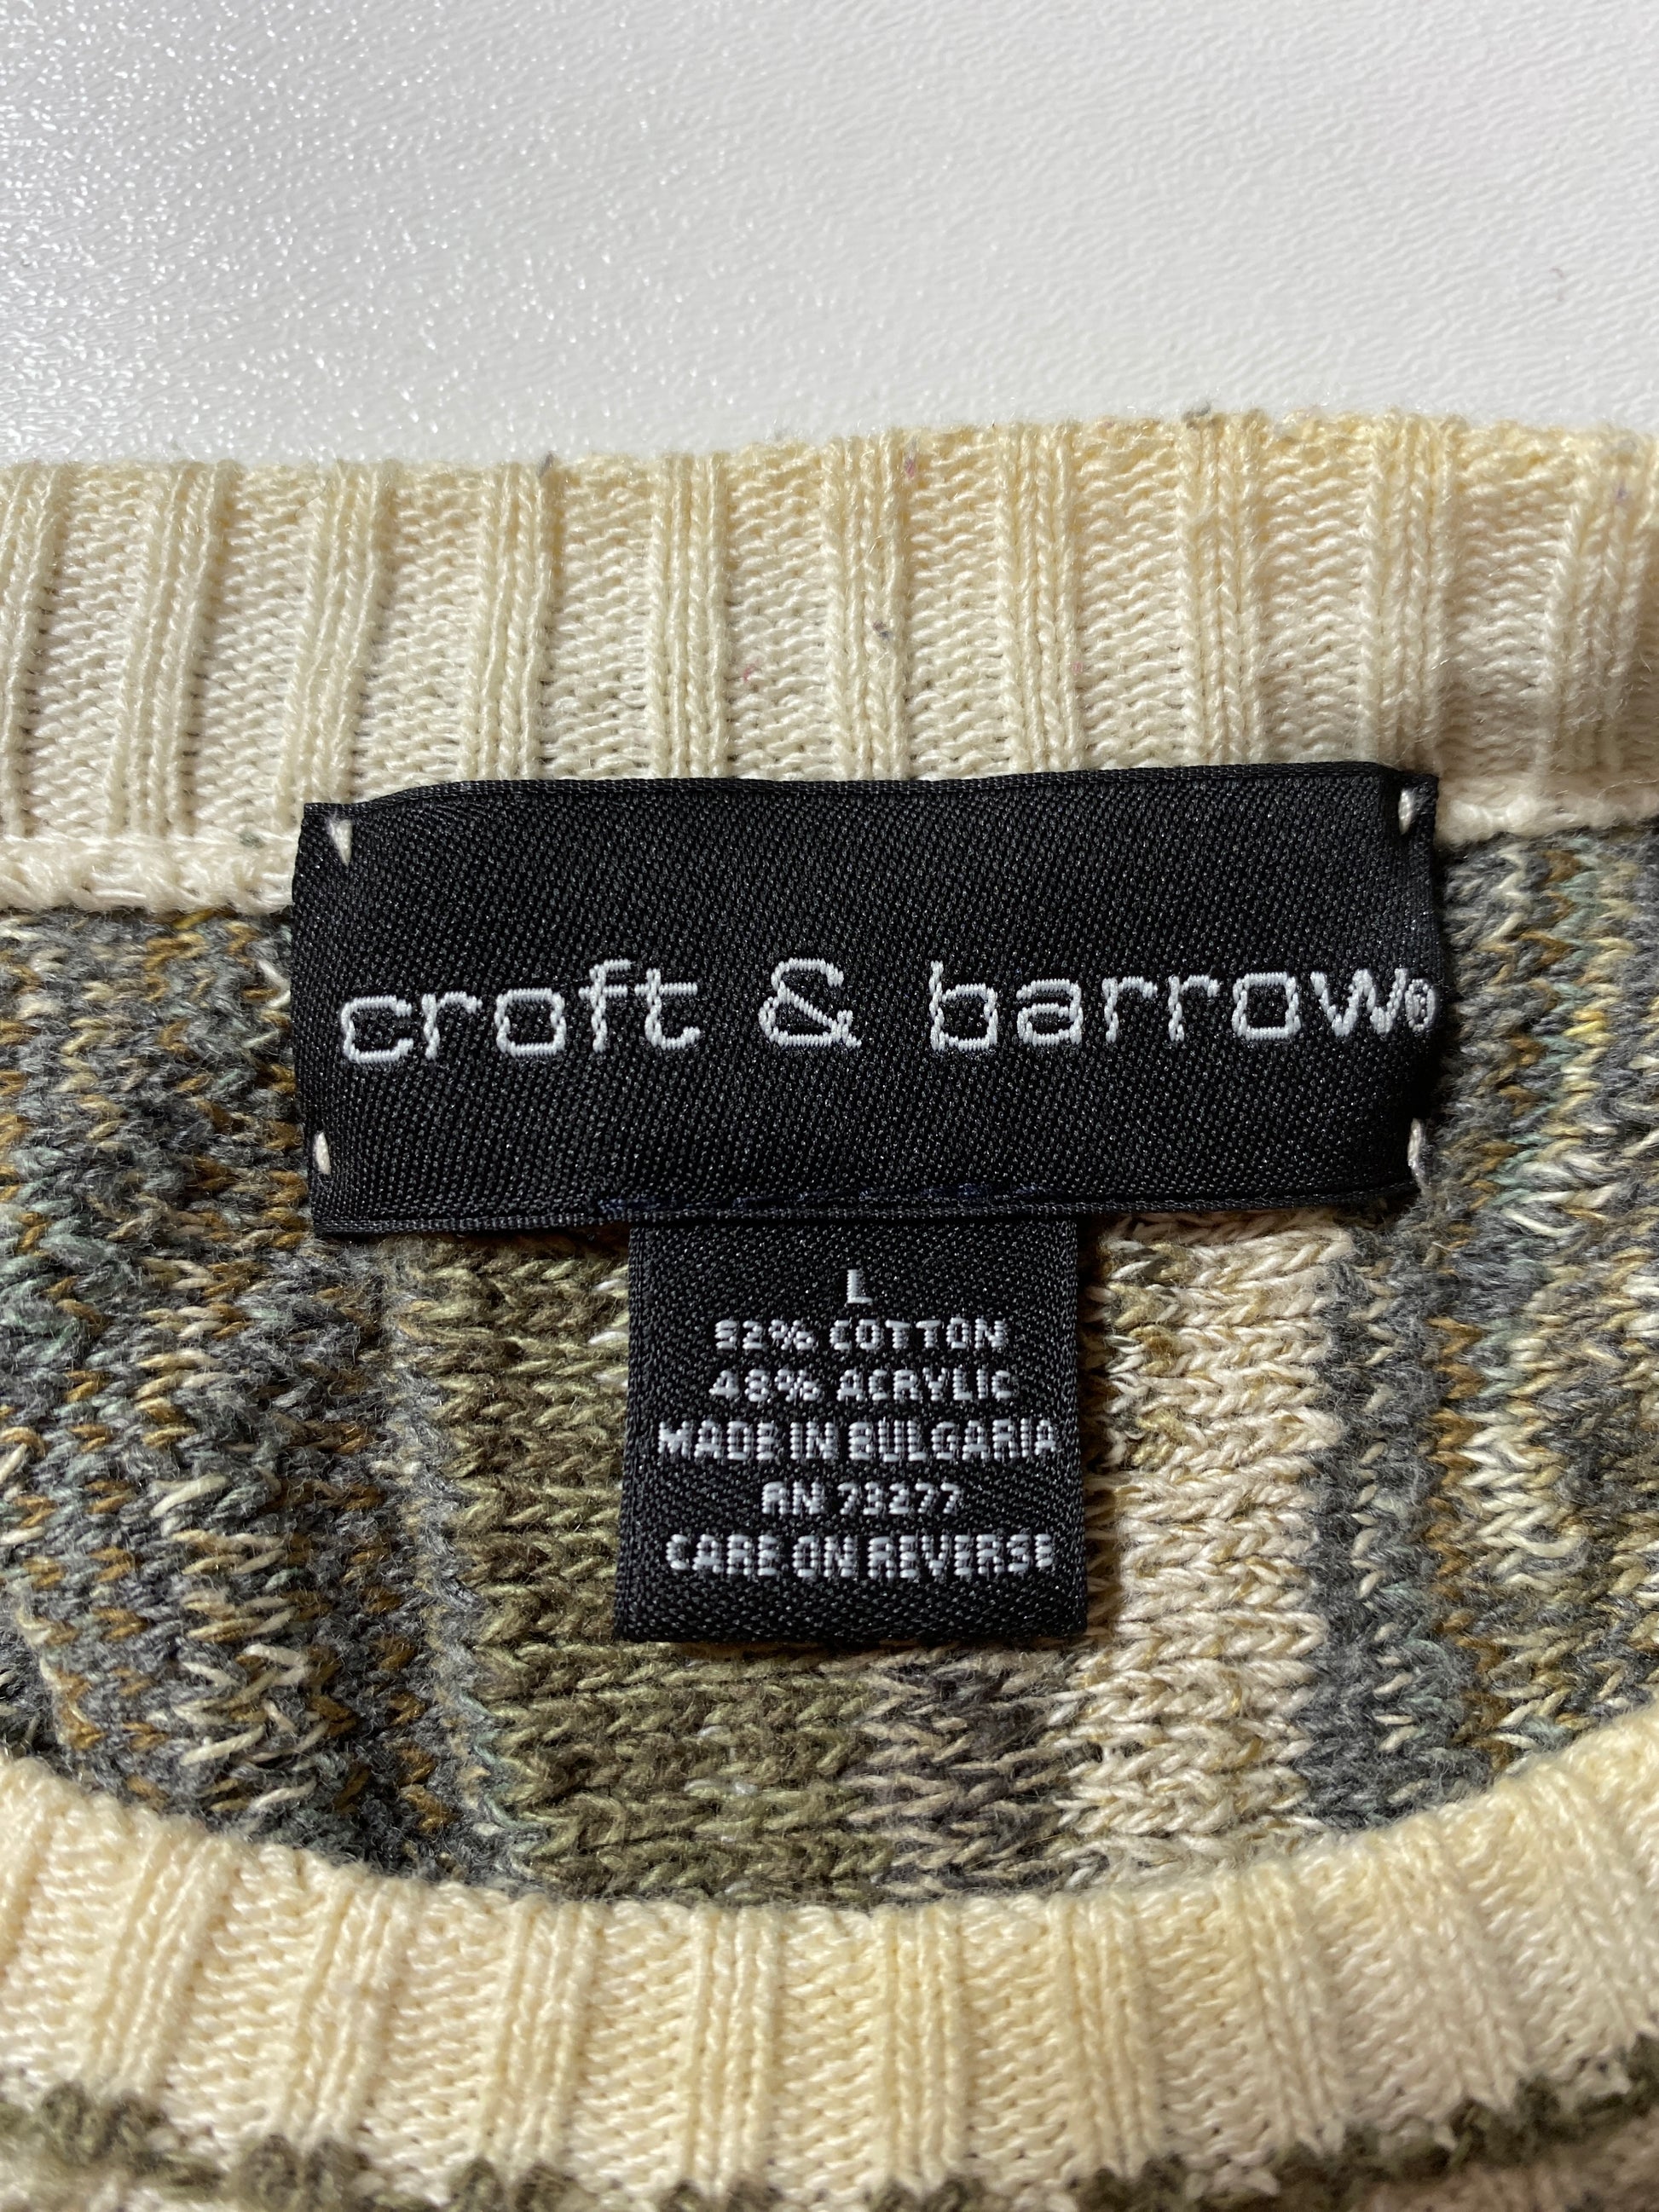 croft & barrow®
L
52% COTTON
48% ACRYLIC
MADE IN BULGARIA
RN 73277
CARE ON REVERSE